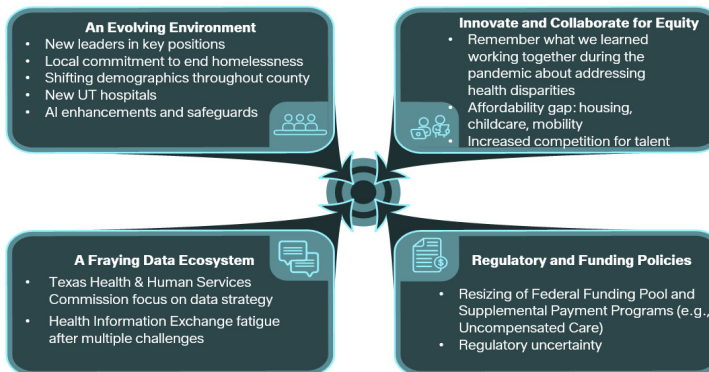 An Evolving Environment
• New leaders in key positions
• Local commitment to end homelessness
• Shifting demographics throughout county
• New UT hospitals
• AI enhancements and safeguards
Innovate and Collaborate for Equity
• Remember what we learned
working together during the
pandemic about addressing
health disparities
• Affordability gap: housing,
childcare, mobility
• Increased competition for talent
A Fraying Data Ecosystem
• Texas Health & Human Services
Commission focus on data strategy
• Health Information Exchange fatigue
after multiple challenges
Regulatory and Funding Policies
• Resizing of Federal Funding Pool and
Supplemental Payment Programs (e.g.,
Uncompensated Care)
• Regulatory uncertainty